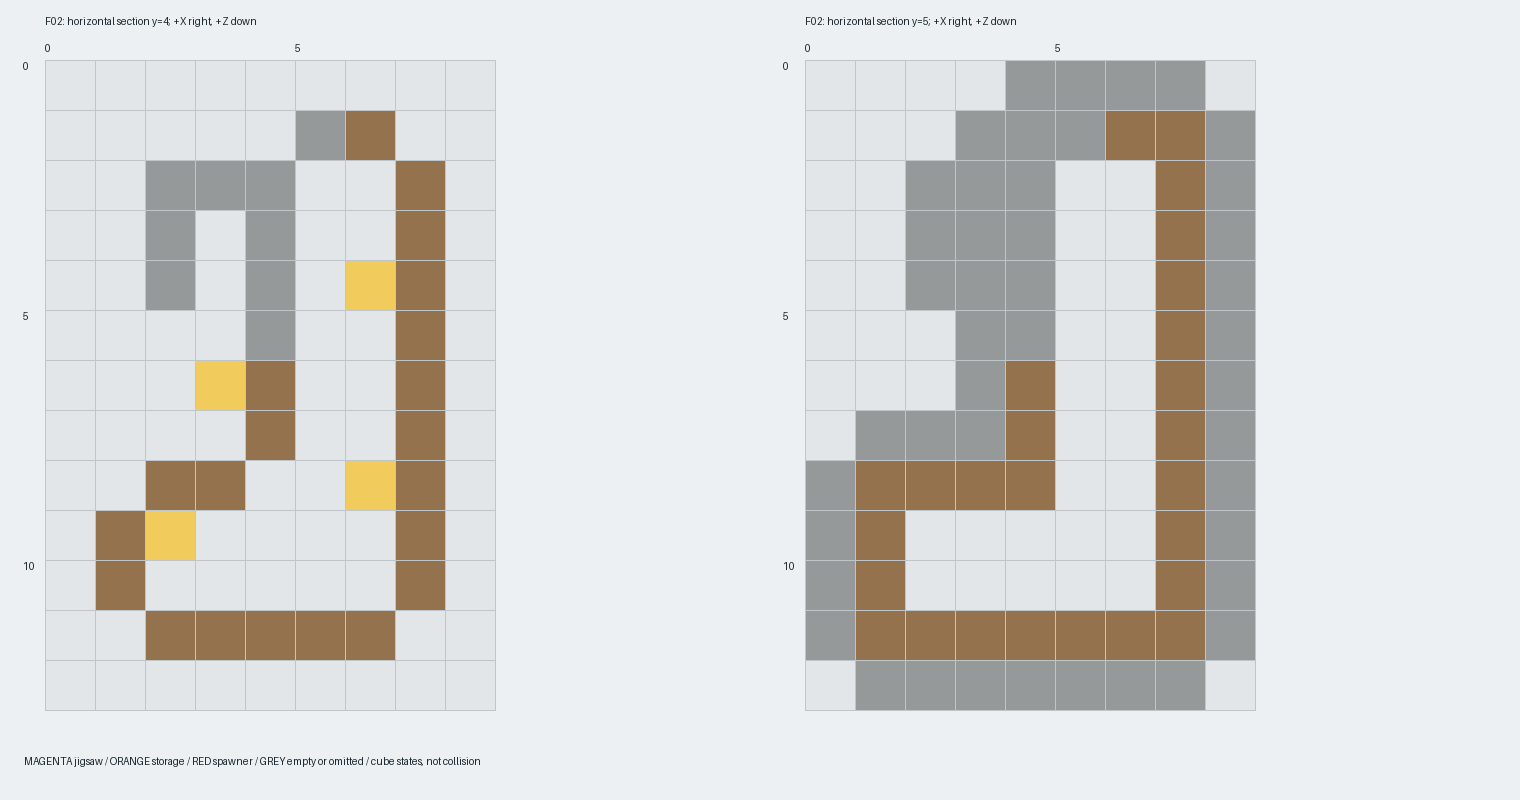 F02: horizontal section y=4; +X right, +Z down
F02: horizontal section y=5; +X right, +Z down
0 5
0 5
0
0
5
5
10
10
MAGENTA jigsaw / ORANGE storage / RED spawner / GREY empty or omitted / cube states, not collision